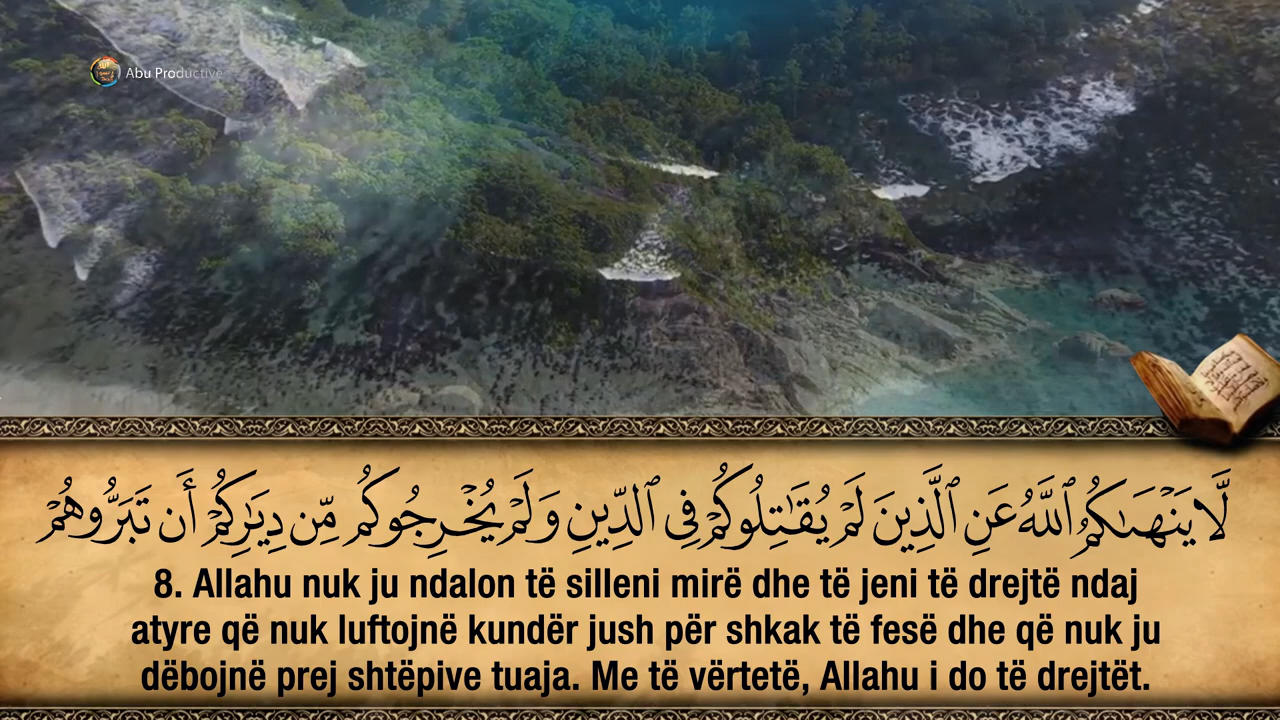 Abu Productive
لَّا يَنْهَىٰكُمُ ٱللَّهُ عَنِ ٱلَّذِينَ لَمْ يُقَـٰتِلُوكُمْ فِى ٱلدِّينِ وَلَمْ يُخْرِجُوكُم مِّن دِيَـٰرِكُمْ أَن تَبَرُّوهُمْ
8. Allahu nuk ju ndalon të silleni mirë dhe të jeni të drejtë ndaj
atyre që nuk luftojnë kundër jush për shkak të fesë dhe që nuk ju
dëbojnë prej shtëpive tuaja. Me të vërtetë, Allahu i do të drejtët.